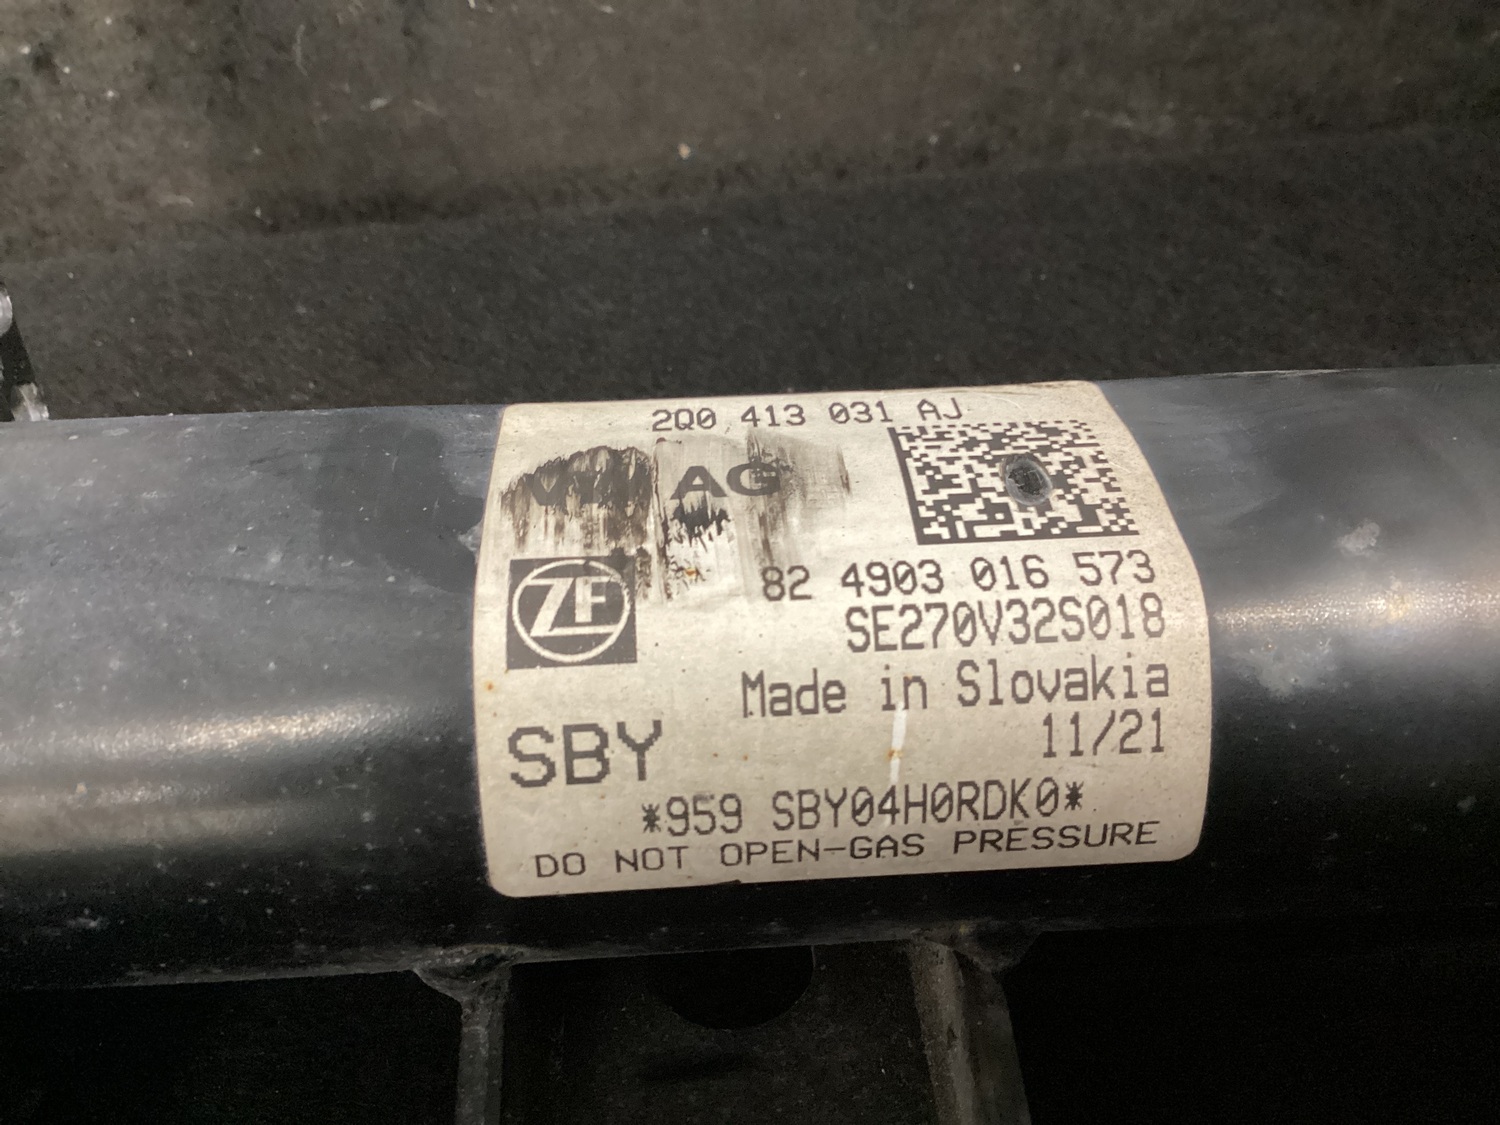 2Q0 413 031 AJ
AG
ZF
82 4903 016 573
SE270V32S018
Made in Slovakia
SBY
11/21
*959 SBY04H0RDK0*
DO NOT OPEN-GAS PRESSURE